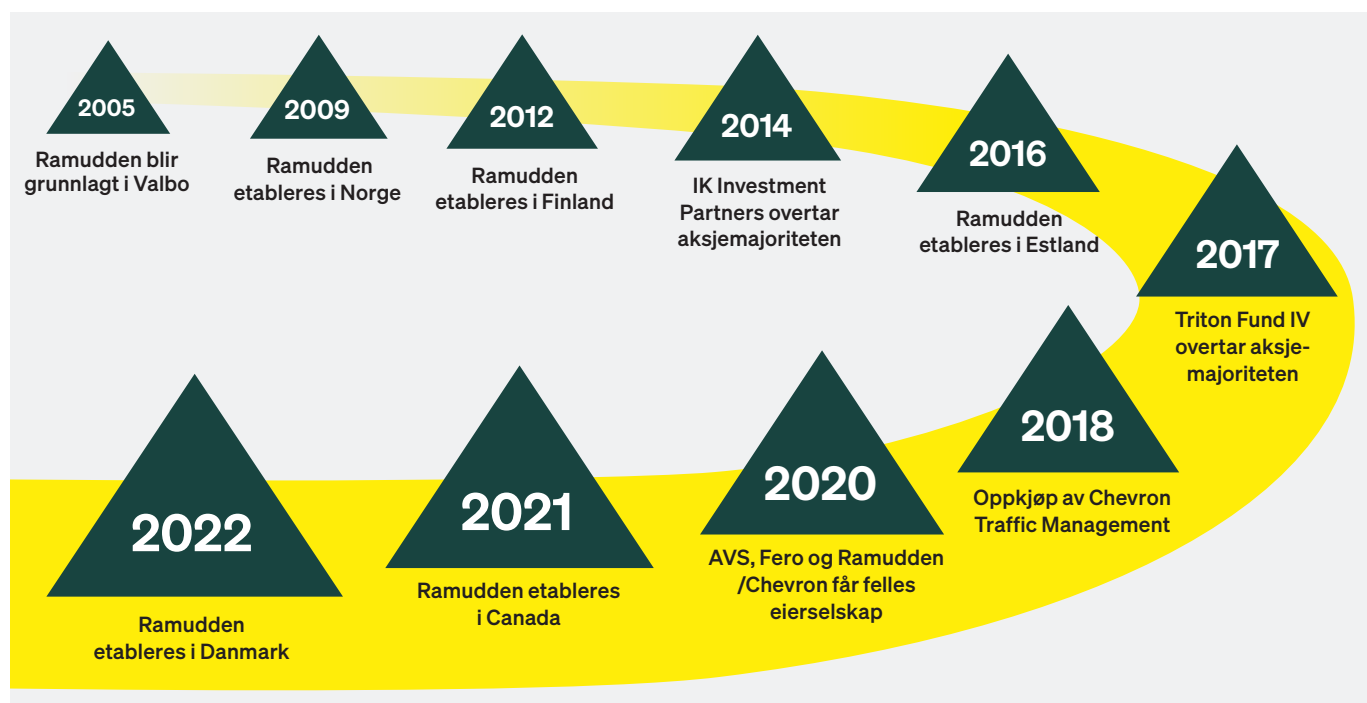 2005
Ramudden blir
grunnlagt i Valbo
2009
Ramudden
etableres i Norge
2012
Ramudden
etableres i Finland
2014
IK Investment
Partners overtar
aksjemajoriteten
2016
Ramudden
etableres i Estland
2017
Triton Fund IV
overtar aksje-
majoriteten
2018
Oppkjøp av Chevron
Traffic Management
2020
AVS, Fero og Ramudden
/Chevron får felles
eierselskap
2021
Ramudden etableres
i Canada
2022
Ramudden
etableres i Danmark